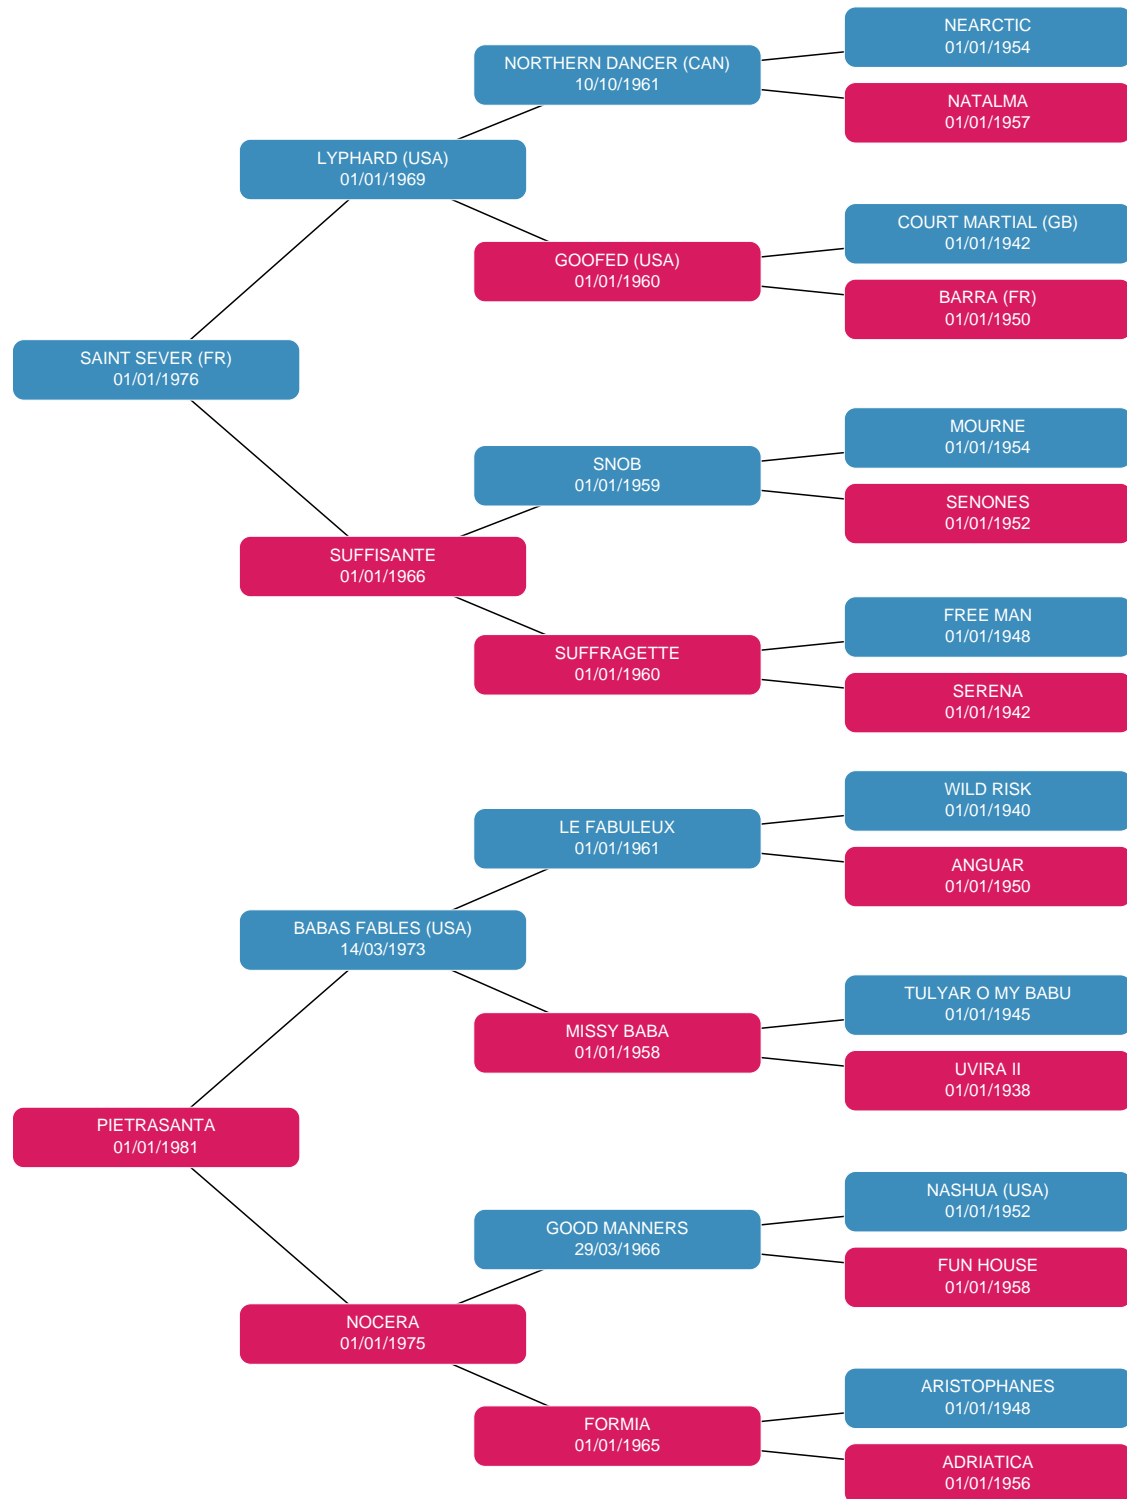 NEARCTIC
01/01/1954
NORTHERN DANCER (CAN)
10/10/1961
NATALMA
01/01/1957
LYPHARD (USA)
01/01/1969
COURT MARTIAL (GB)
01/01/1942
GOOFED (USA)
01/01/1960
BARRA (FR)
01/01/1950
SAINT SEVER (FR)
01/01/1976
MOURNE
01/01/1954
SNOB
01/01/1959
SENONES
01/01/1952
SUFFISANTE
01/01/1966
FREE MAN
01/01/1948
SUFFRAGETTE
01/01/1960
SERENA
01/01/1942
WILD RISK
01/01/1940
LE FABULEUX
01/01/1961
ANGUAR
01/01/1950
BABAS FABLES (USA)
14/03/1973
TULYAR O MY BABU
01/01/1945
MISSY BABA
01/01/1958
UVIRA II
01/01/1938
PIETRASANTA
01/01/1981
NASHUA (USA)
01/01/1952
GOOD MANNERS
29/03/1966
FUN HOUSE
01/01/1958
NOCERA
01/01/1975
ARISTOPHANES
01/01/1948
FORMIA
01/01/1965
ADRIATICA
01/01/1956